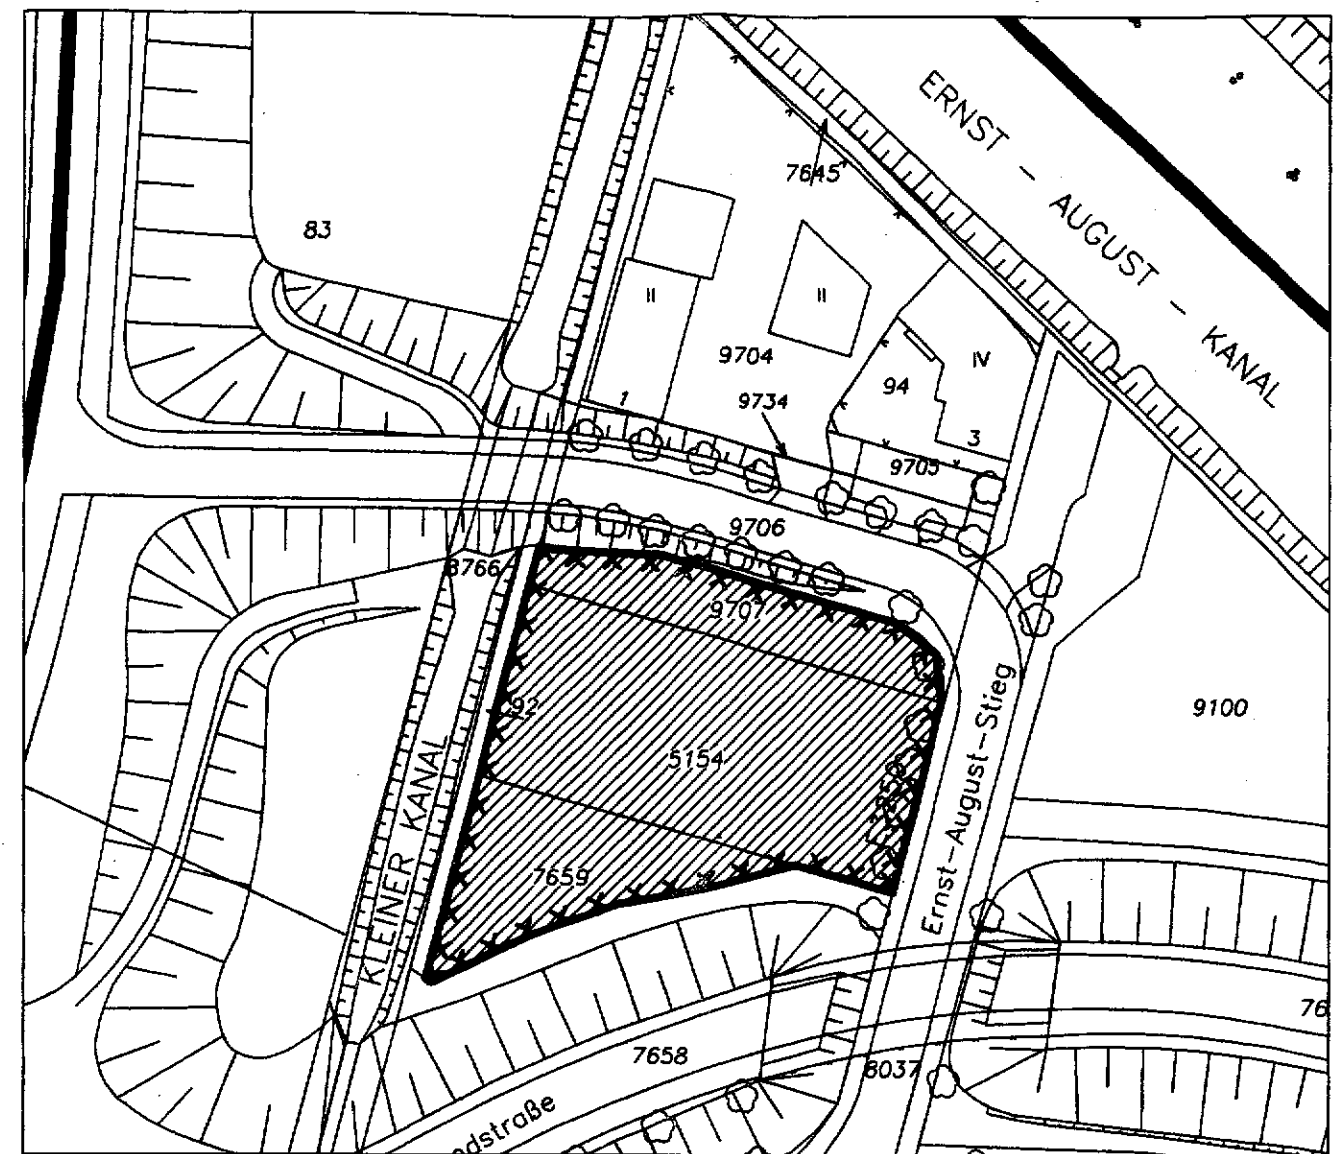 ERNST – AUGUST – KANAL
7645
83
II
II
9704
IV
94
9734
1
3
9705
9706
8766
9707
92
5154
9100
KLEINER KANAL
Ernst–August–Stieg
7659
7658
8037
76
ndstraße